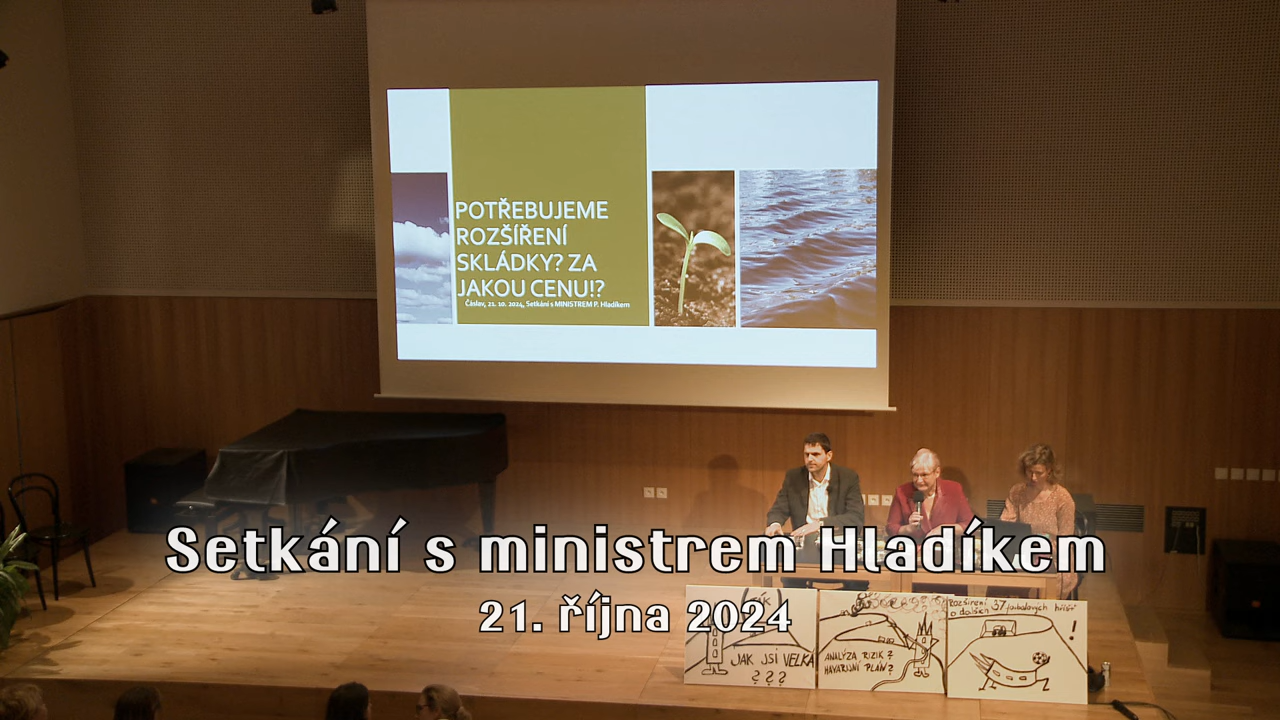 POTŘEBUJEME
ROZŠÍŘENÍ
SKLÁDKY? ZA
JAKOU CENU!?
Čáslav, 21. 10. 2024, Setkání s MINISTREM P. Hladíkem
Setkání s ministrem Hladíkem
21. října 2024
JAK JSI VELKÁ
? ? ?
ANALÝZA RIZIK?
HAVARIJNÍ PLÁN?
rozšíření 37 fotbalových hřišť
o dalších
!